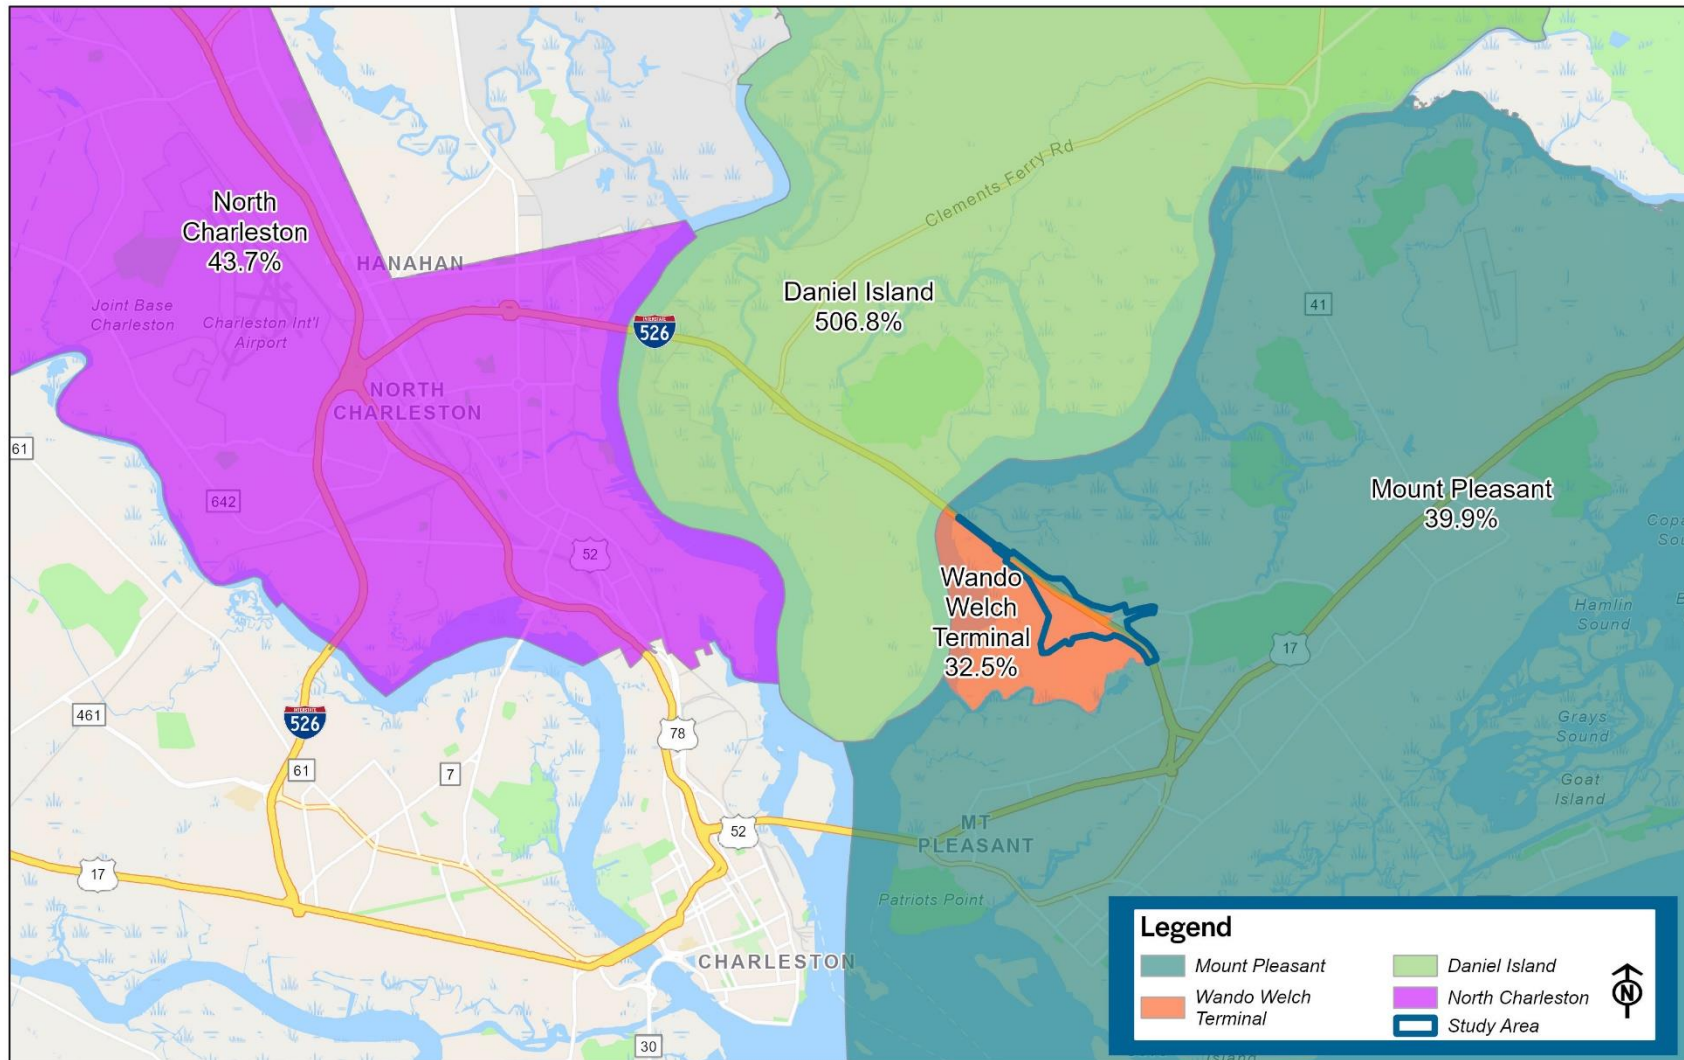 North
Charleston
43.7%
HANAHAN
Joint Base
Charleston
Charleston Int'l
Airport
NORTH
CHARLESTON
Clements Ferry Rd
Daniel Island
506.8%
INTERSTATE
526
41
61
642
52
Mount Pleasant
39.9%
Wando
Welch
Terminal
32.5%
Hamlin
Sound
17
461
INTERSTATE
526
61
7
78
Grays
Sound
Goat
Island
52
MT
PLEASANT
17
Patriots Point
CHARLESTON
30
Legend
Mount Pleasant
Daniel Island
Wando Welch
Terminal
North Charleston
Study Area
N